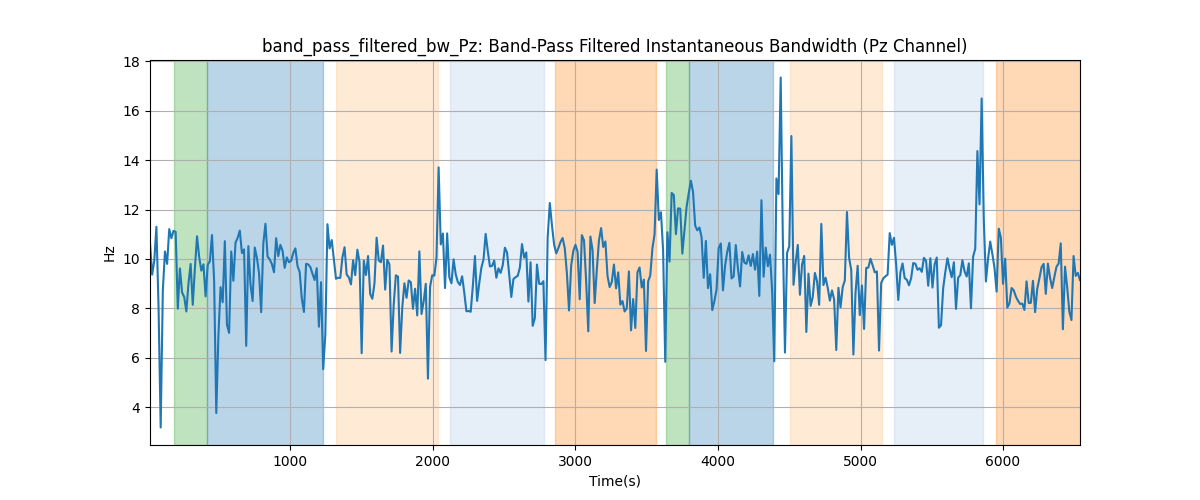 band_pass_filtered_bw_Pz: Band-Pass Filtered Instantaneous Bandwidth (Pz Channel)
18
16
14
12
10
8
6
4
Hz
1000 2000 3000 4000 5000 6000
Time(s)